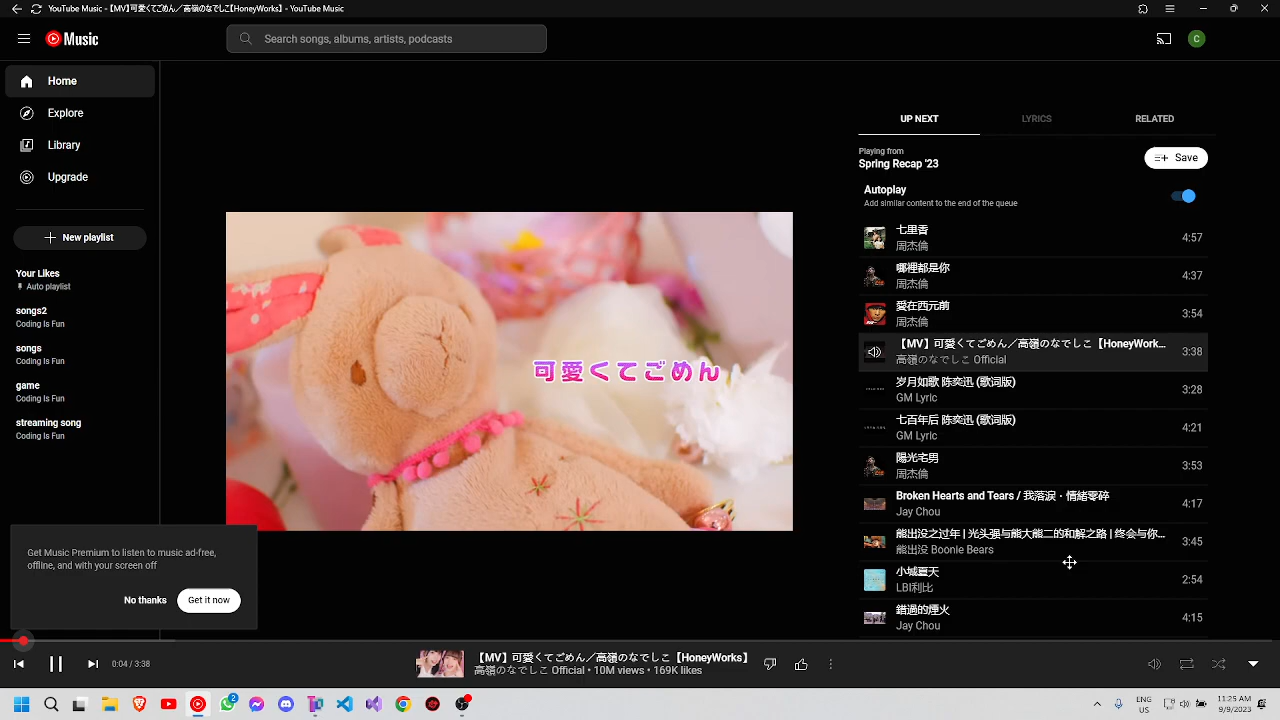 YouTube Music - 【MV】可愛くてごめん／高嶺のなでしこ【HoneyWorks】 - YouTube Music
Music
Search songs, albums, artists, podcasts
C
Home
Explore
Library
Upgrade
New playlist
Your Likes
Auto playlist
songs2
Coding Is Fun
songs
Coding Is Fun
game
Coding Is Fun
streaming song
Coding Is Fun
可愛くてごめん
UP NEXT
LYRICS
RELATED
Playing from
Spring Recap '23
Save
Autoplay
Add similar content to the end of the queue
七里香
周杰倫
4:57
哪裡都是你
周杰倫
4:37
愛在西元前
周杰倫
3:54
【MV】可愛くてごめん／高嶺のなでしこ【HoneyWork...
高嶺のなでしこ Official
3:38
岁月如歌 陈奕迅 (歌词版)
GM Lyric
3:28
七百年后 陈奕迅 (歌词版)
GM Lyric
4:21
陽光宅男
周杰倫
3:53
Broken Hearts and Tears / 我落淚 · 情緒零碎
Jay Chou
4:17
能出没之过年 | 光头强与能大能二的和解之路 | 终会与你...
能出没 Boonie Bears
3:45
小城夏天
LBI利比
2:54
錯過的煙火
Jay Chou
4:15
Get Music Premium to listen to music ad-free,
offline, and with your screen off
No thanks
Get it now
0:04 / 3:38
【MV】可愛くてごめん／高嶺のなでしこ【HoneyWorks】
高嶺のなでしこ Official • 10M views • 169K likes
2
ENG
US
11:25 AM
9/9/2023